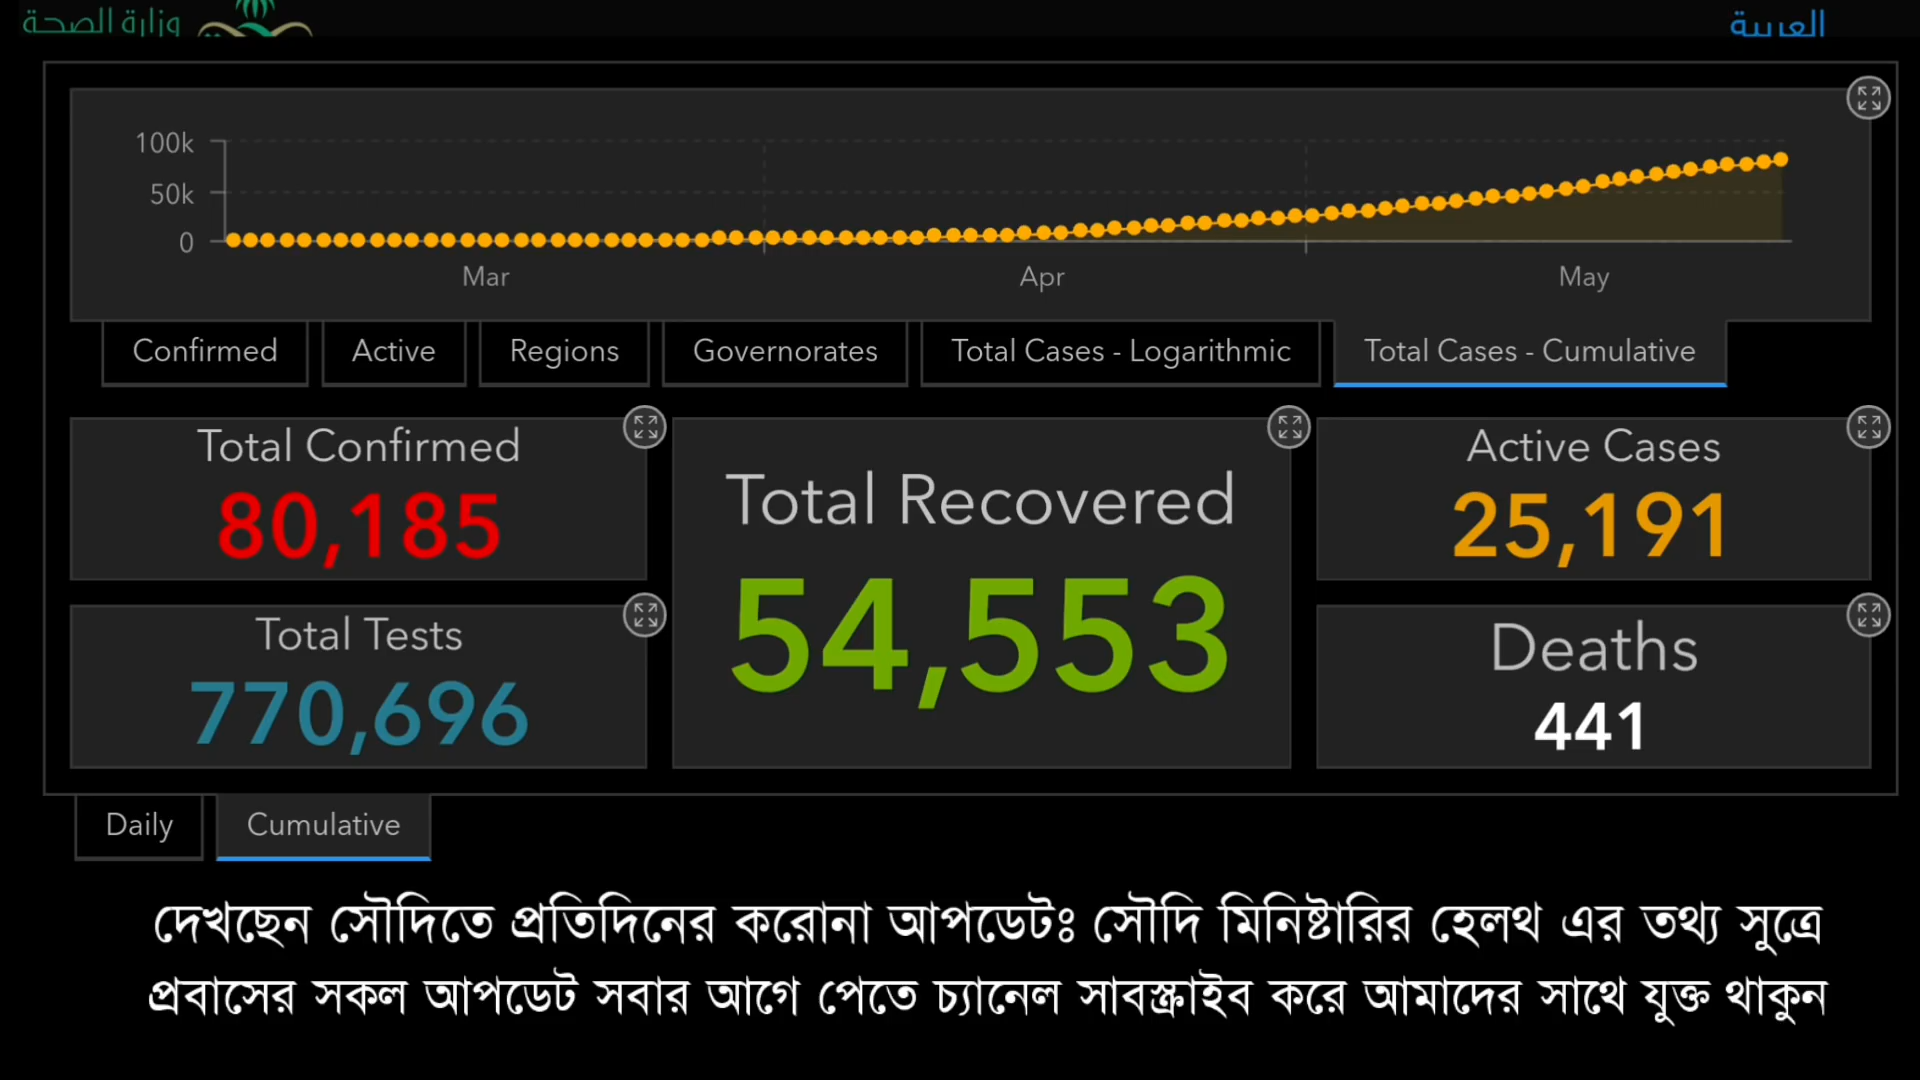 وزارة الصحة
العربية
100k
50k
0
Mar Apr May
Confirmed Active Regions Governorates Total Cases - Logarithmic Total Cases - Cumulative
Total Confirmed
80,185
Total Recovered
54,553
Active Cases
25,191
Total Tests
770,696
Deaths
441
Daily Cumulative
দেখছেন সৌদিতে প্রতিদিনের করোনা আপডেটঃ সৌদি মিনিষ্টারির হেলথ এর তথ্য সুত্রে
প্রবাসের সকল আপডেট সবার আগে পেতে চ্যানেল সাবস্ক্রাইব করে আমাদের সাথে যুক্ত থাকুন